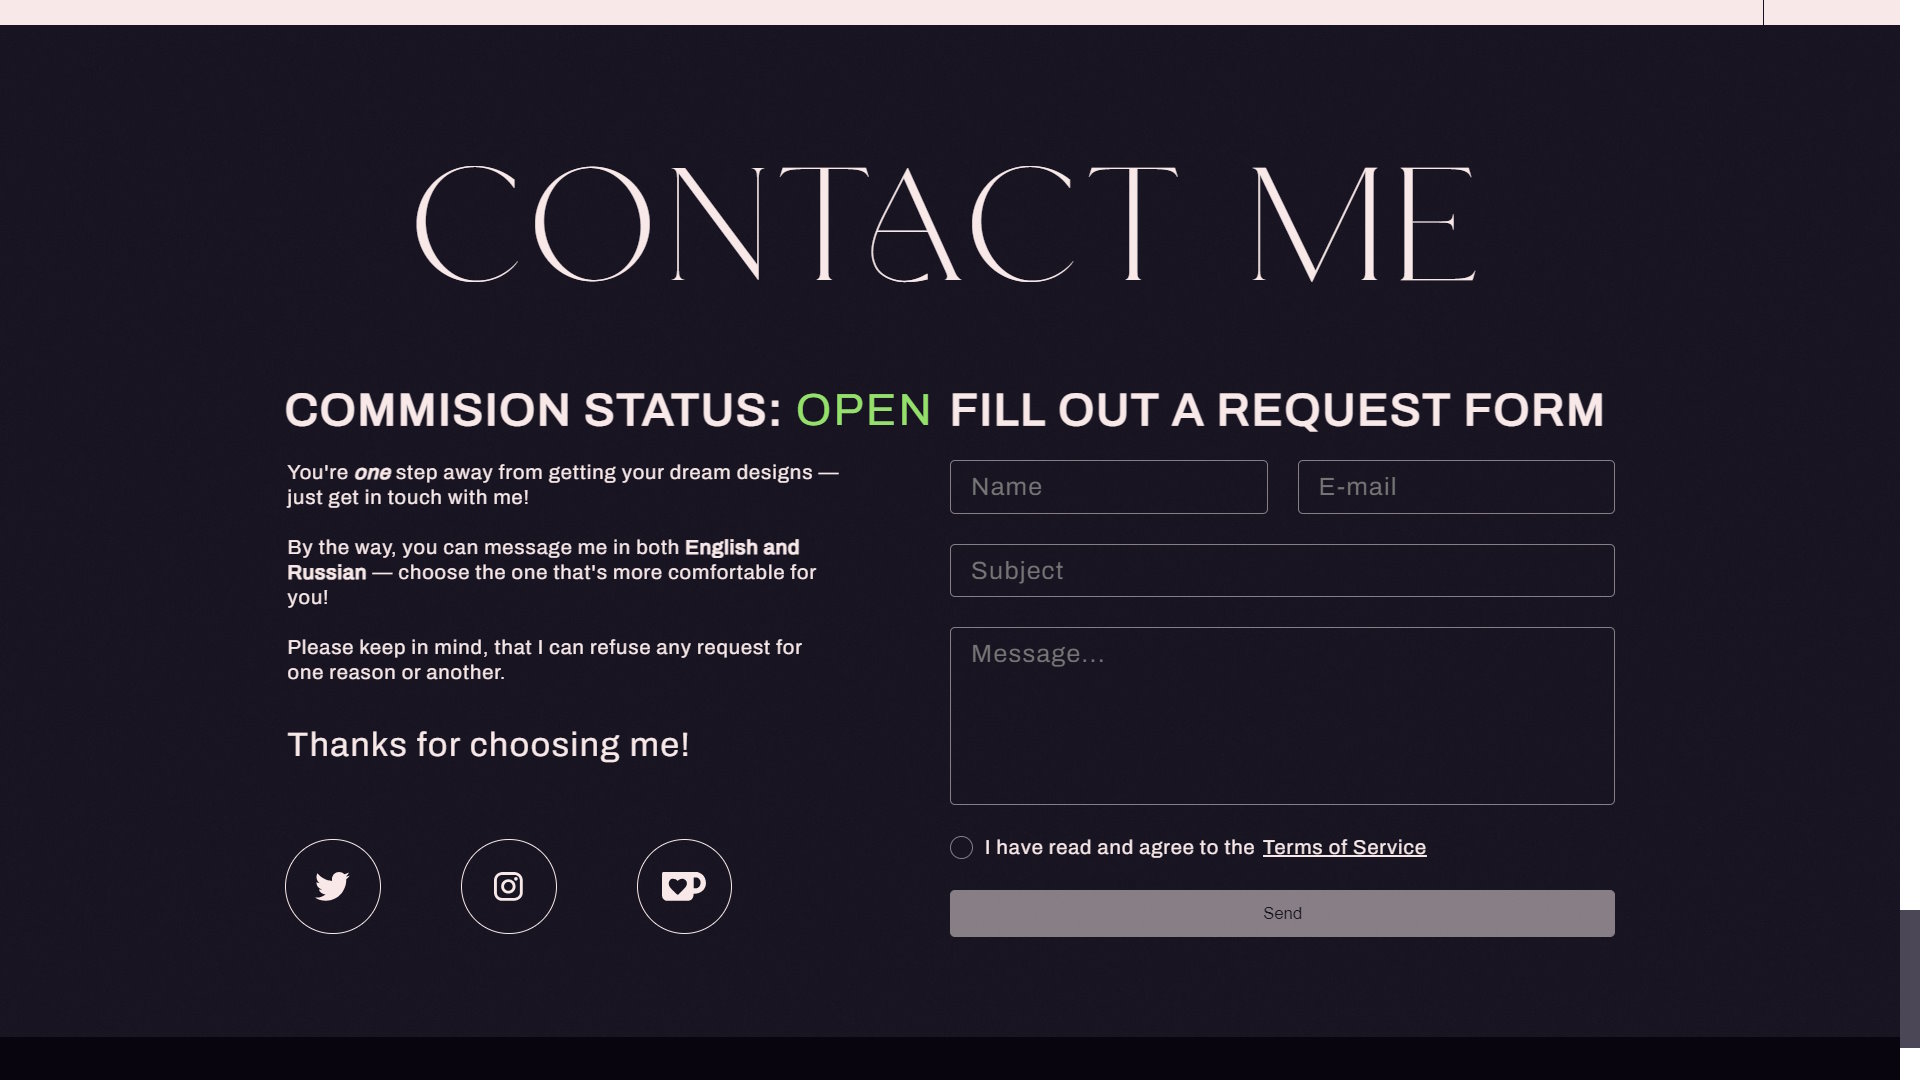 CONTACT ME
COMMISION STATUS: OPEN
You're one step away from getting your dream designs —
just get in touch with me!
By the way, you can message me in both English and
Russian — choose the one that's more comfortable for
you!
Please keep in mind, that I can refuse any request for
one reason or another.
Thanks for choosing me!
FILL OUT A REQUEST FORM
Name
E-mail
Subject
Message...
I have read and agree to the Terms of Service
Send